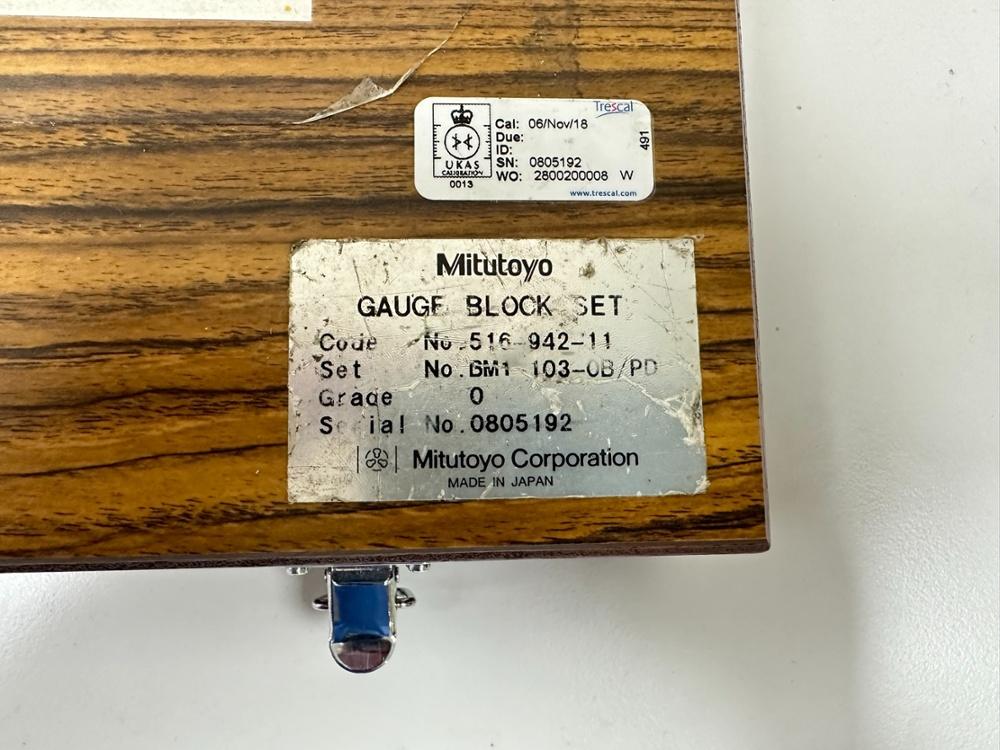 Trescal
Cal: 06/Nov/18
Due:
ID:
SN: 0805192
WO: 2800200008 W
www.trescal.com
491
UKAS
CALIBRATION
0013
Mitutoyo
GAUGE BLOCK SET
Code No.516-942-11
Set No.BM1-103-0B/PD
Grade 0
Serial No.0805192
Mitutoyo Corporation
MADE IN JAPAN